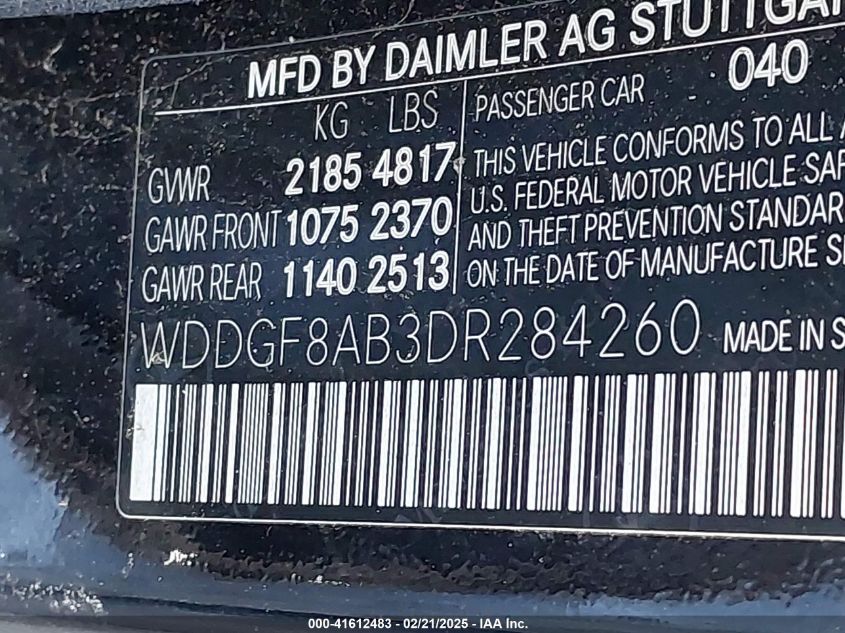 MFD BY DAIMLER AG STUTTGA
KG LBS
GVWR 2185 4817
GAWR FRONT 1075 2370
GAWR REAR 1140 2513
PASSENGER CAR 040
THIS VEHICLE CONFORMS TO ALL A
U.S. FEDERAL MOTOR VEHICLE SAF
AND THEFT PREVENTION STANDAR
ON THE DATE OF MANUFACTURE S
WDDGF8AB3DR284260 MADE IN S
000-41612483 - 02/21/2025 - IAA Inc.